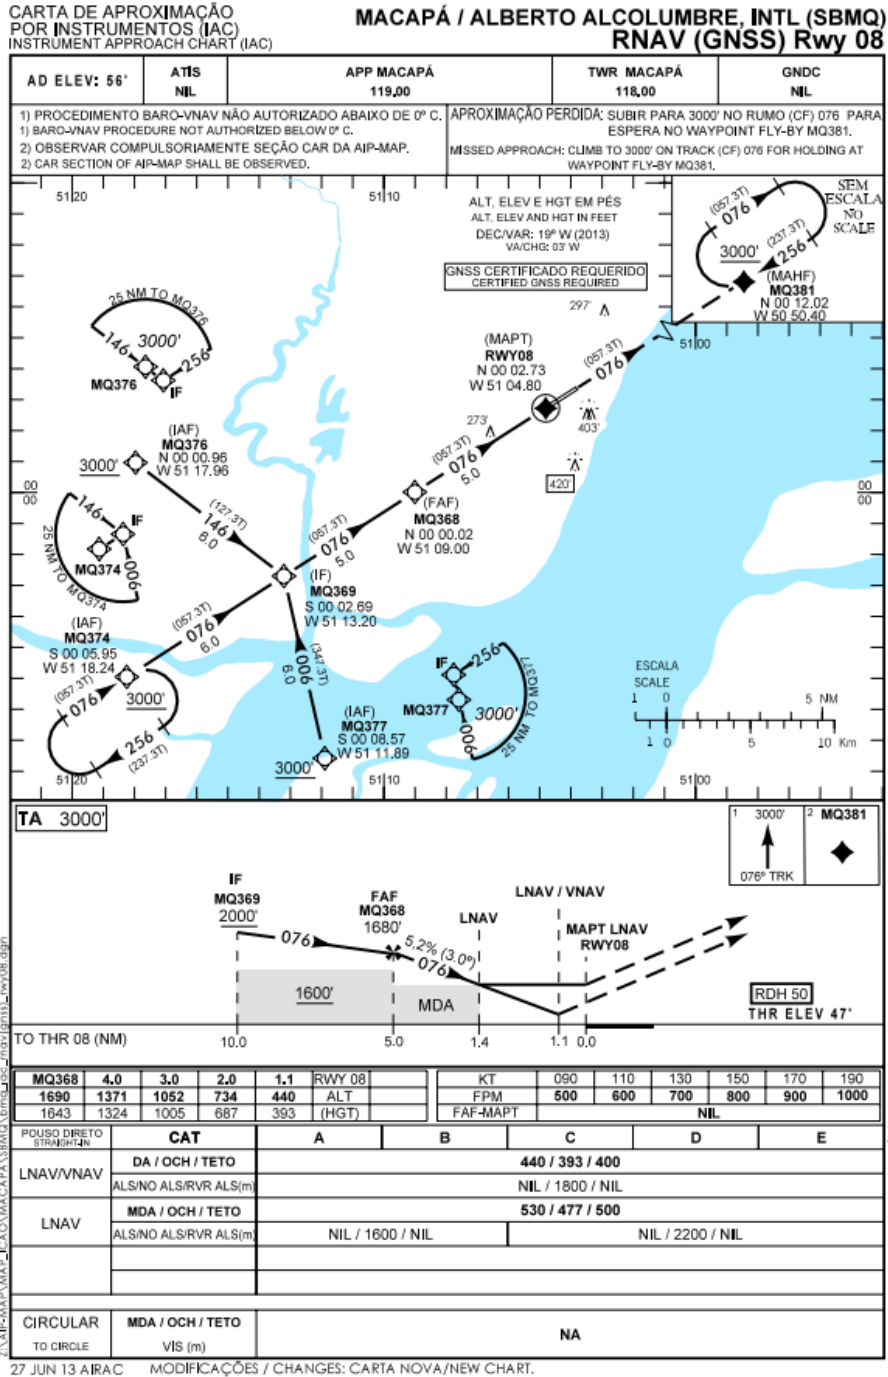 CARTA DE APROXIMAÇÃO
POR INSTRUMENTOS (IAC)
INSTRUMENT APPROACH CHART (IAC)
MACAPÁ / ALBERTO ALCOLUMBRE, INTL (SBMQ)
RNAV (GNSS) Rwy 08
AD ELEV: 56'
ATIS
NIL
APP MACAPÁ
119.00
TWR MACAPÁ
118.00
GNDC
NIL
1) PROCEDIMENTO BARO-VNAV NÃO AUTORIZADO ABAIXO DE 0º C.
1) BARO-VNAV PROCEDURE NOT AUTHORIZED BELOW 0º C.
2) OBSERVAR COMPULSORIAMENTE SEÇÃO CAR DA AIP-MAP.
2) CAR SECTION OF AIP-MAP SHALL BE OBSERVED.
APROXIMAÇÃO PERDIDA: SUBIR PARA 3000' NO RUMO (CF) 076 PARA
ESPERA NO WAYPOINT FLY-BY MQ381.
MISSED APPROACH: CLIMB TO 3000' ON TRACK (CF) 076 FOR HOLDING AT
WAYPOINT FLY-BY MQ381.
51 20
51 10
ALT, ELEV E HGT EM PÉS
ALT, ELEV AND HGT IN FEET
DEC/VAR: 19º W (2013)
VA/CHG: 03' W
GNSS CERTIFICADO REQUERIDO
CERTIFIED GNSS REQUIRED
SEM
ESCALA
NO
SCALE
(057.3T)
076
(237.3T)
256
3000'
(MAHF)
MQ381
N 00 12.02
W 50 50.40
297'
51 00
25 NM TO MQ376
3000'
146
256
MQ376
IF
(MAPT)
RWY08
N 00 02.73
W 51 04.80
(057.3T)
076
403'
273'
420'
(IAF)
MQ376
N 00 00.96
W 51 17.96
3000'
(057.3T)
076
5.0
00
00
00
00
(127.3T)
146
6.0
(FAF)
MQ368
N 00 00.02
W 51 09.00
(057.3T)
076
5.0
146
IF
MQ374
006
25 NM TO MQ374
(IF)
MQ369
S 00 02.69
W 51 13.20
(IAF)
MQ374
S 00 05.95
W 51 18.24
(057.3T)
076
6.0
(347.3T)
006
6.0
(057.3T)
076
3000'
256
(237.3T)
IF
256
MQ377
3000'
006
25 NM TO MQ377
(IAF)
MQ377
S 00 08.57
W 51 11.89
3000'
ESCALA
SCALE
1 0 5 NM
1 0 5 10 Km
51 20
51 10
51 00
TA 3000'
1 3000'
076º TRK
2 MQ381
IF
MQ369
2000'
FAF
MQ368
1680'
LNAV
LNAV / VNAV
MAPT LNAV
RWY08
076
5,2% (3.0º)
076
1600'
MDA
RDH 50
THR ELEV 47'
TO THR 08 (NM)
10.0 5.0 1.4 1.1 0.0
MQ368 4.0 3.0 2.0 1.1 RWY 08
1690 1371 1052 734 440 ALT
1643 1324 1005 687 393 (HGT)
KT 090 110 130 150 170 190
FPM 500 600 700 800 900 1000
FAF-MAPT NIL
POUSO DIRETO
STRAIGHT-IN
CAT A B C D E
LNAV/VNAV
DA / OCH / TETO 440 / 393 / 400
ALS/NO ALS/RVR ALS(m) NIL / 1800 / NIL
LNAV
MDA / OCH / TETO 530 / 477 / 500
ALS/NO ALS/RVR ALS(m) NIL / 1600 / NIL NIL / 2200 / NIL
CIRCULAR
TO CIRCLE
MDA / OCH / TETO
VIS (m)
NA
27 JUN 13 AIRAC MODIFICAÇÕES / CHANGES: CARTA NOVA/NEW CHART.